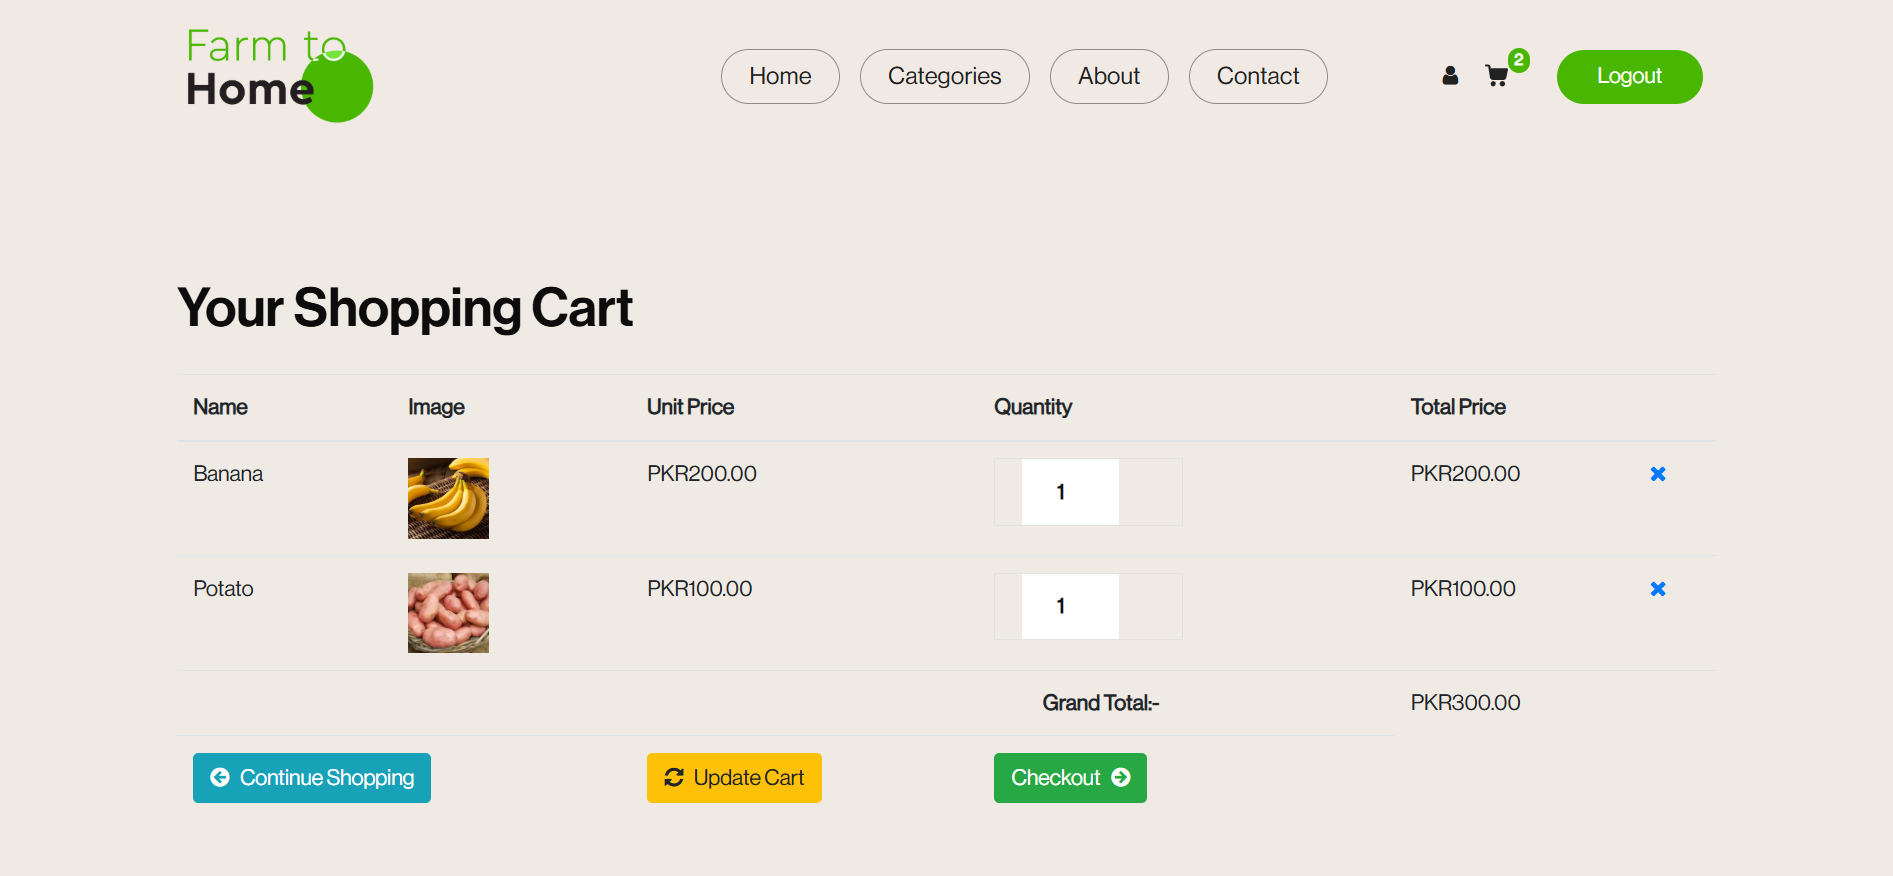 Farm to
Home
Home Categories About Contact 2 Logout
Your Shopping Cart
Name Image Unit Price Quantity Total Price
Banana PKR200.00 1 PKR200.00
Potato PKR100.00 1 PKR100.00
Grand Total:- PKR300.00
Continue Shopping Update Cart Checkout